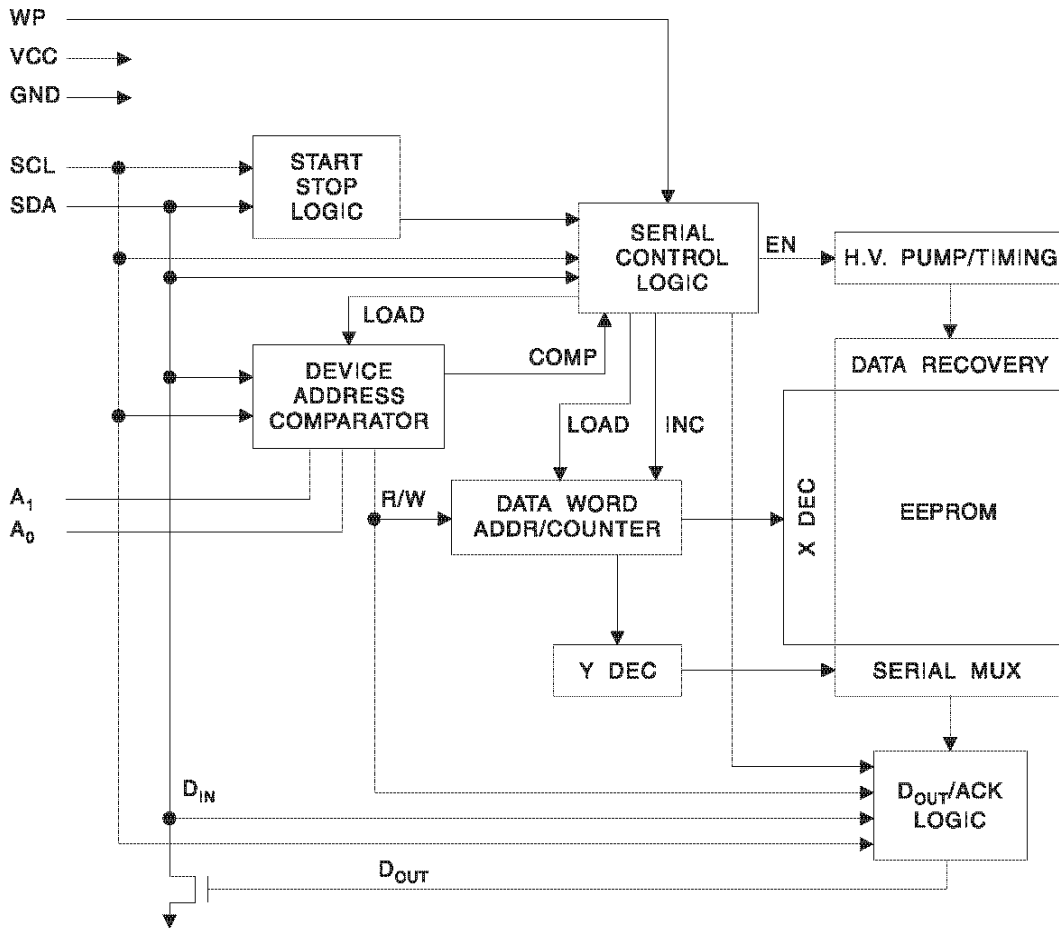 WP
VCC
GND
SCL
SDA
START
STOP
LOGIC
SERIAL
CONTROL
LOGIC
EN
H.V. PUMP/TIMING
LOAD
COMP
DATA RECOVERY
DEVICE
ADDRESS
COMPARATOR
LOAD
INC
A1
A0
R/W
DATA WORD
ADDR/COUNTER
X DEC
EEPROM
Y DEC
SERIAL MUX
DIN
DOUT/ACK
LOGIC
DOUT